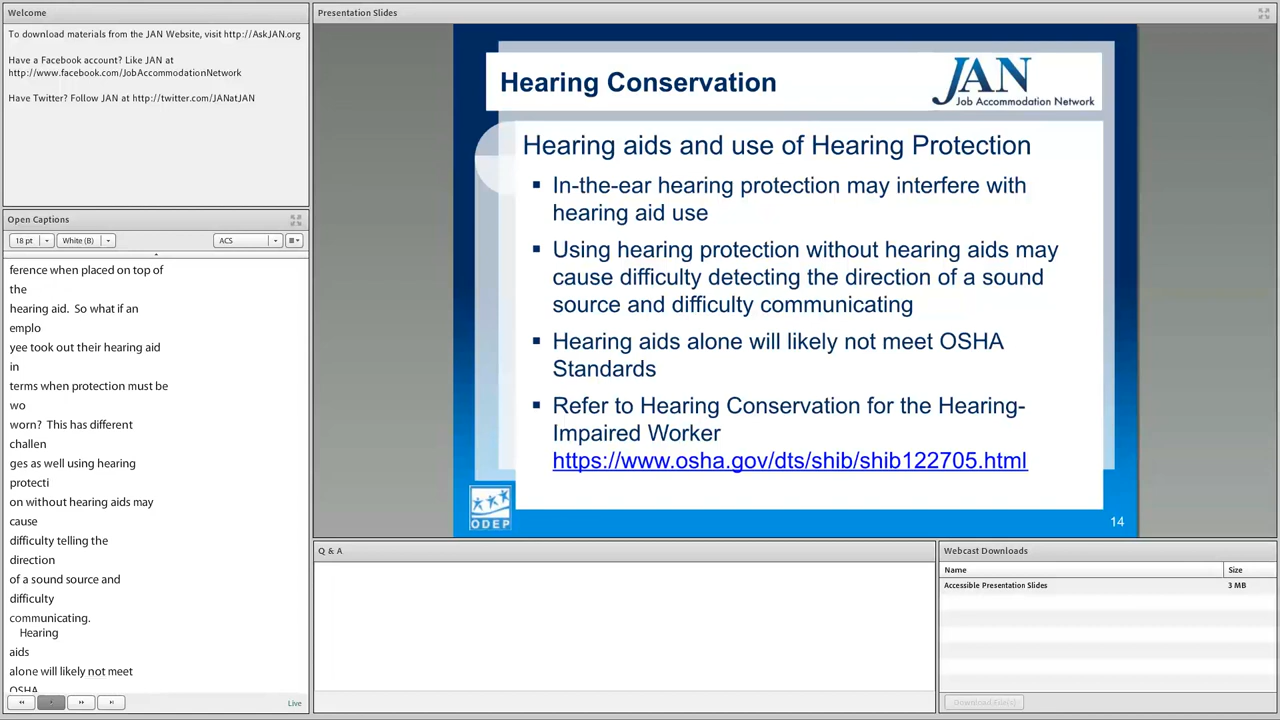 Welcome
To download materials from the JAN Website, visit http://AskJAN.org
Have a Facebook account? Like JAN at
http://www.facebook.com/JobAccommodationNetwork
Have Twitter? Follow JAN at http://twitter.com/JANatJAN
Open Captions
18 pt
White (B)
ACS
ference when placed on top of
the
hearing aid. So what if an
emplo
yee took out their hearing aid
in
terms when protection must be
wo
worn? This has different
challen
ges as well using hearing
protecti
on without hearing aids may
cause
difficulty telling the
direction
of a sound source and
difficulty
communicating.
Hearing
aids
alone will likely not meet
OSHA
Live
Presentation Slides
Hearing Conservation
JAN
Job Accommodation Network
Hearing aids and use of Hearing Protection
▪ In-the-ear hearing protection may interfere with
hearing aid use
▪ Using hearing protection without hearing aids may
cause difficulty detecting the direction of a sound
source and difficulty communicating
▪ Hearing aids alone will likely not meet OSHA
Standards
▪ Refer to Hearing Conservation for the Hearing-
Impaired Worker
https://www.osha.gov/dts/shib/shib122705.html
ODEP
14
Q & A
Webcast Downloads
Name Size
Accessible Presentation Slides 3 MB
Download File(s)